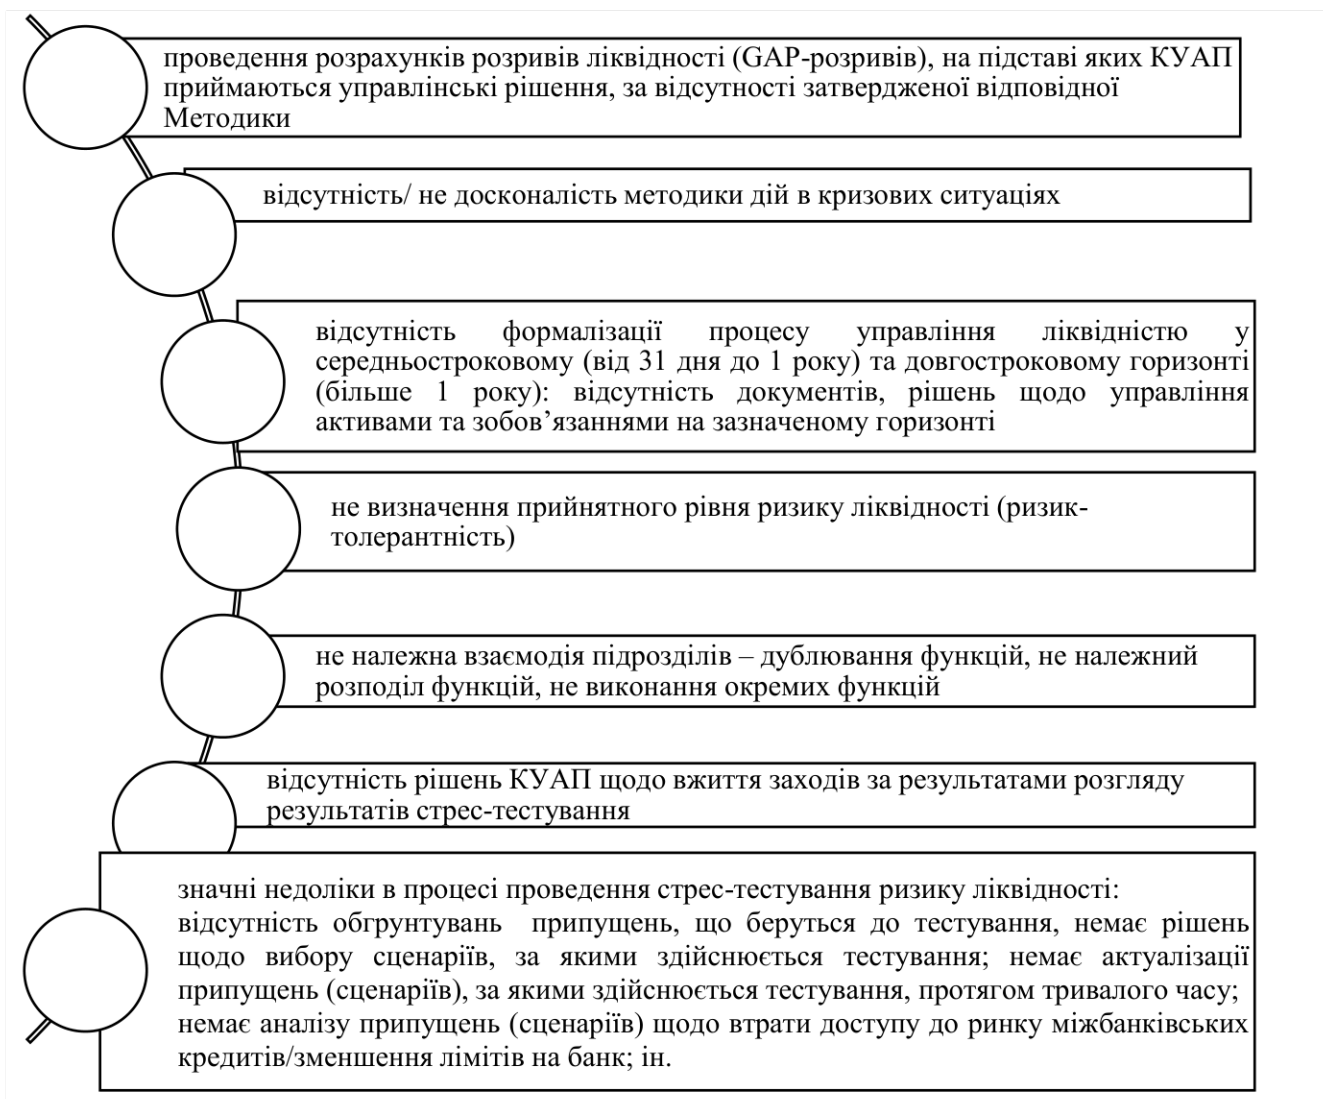 проведення розрахунків розривів ліквідності (GAP-розривів), на підставі яких КУАП
приймаються управлінські рішення, за відсутності затвердженої відповідної
Методики
відсутність/ не досконалість методики дій в кризових ситуаціях
відсутність формалізації процесу управління ліквідністю у
середньостроковому (від 31 дня до 1 року) та довгостроковому горизонті
(більше 1 року): відсутність документів, рішень щодо управління
активами та зобов’язаннями на зазначеному горизонті
не визначення прийнятного рівня ризику ліквідності (ризик-
толерантність)
не належна взаємодія підрозділів – дублювання функцій, не належний
розподіл функцій, не виконання окремих функцій
відсутність рішень КУАП щодо вжиття заходів за результатами розгляду
результатів стрес-тестування
значні недоліки в процесі проведення стрес-тестування ризику ліквідності:
відсутність обгрунтувань припущень, що беруться до тестування, немає рішень
щодо вибору сценаріїв, за якими здійснюється тестування; немає актуалізації
припущень (сценаріїв), за якими здійснюється тестування, протягом тривалого часу;
немає аналізу припущень (сценаріїв) щодо втрати доступу до ринку міжбанківських
кредитів/зменшення лімітів на банк; ін.